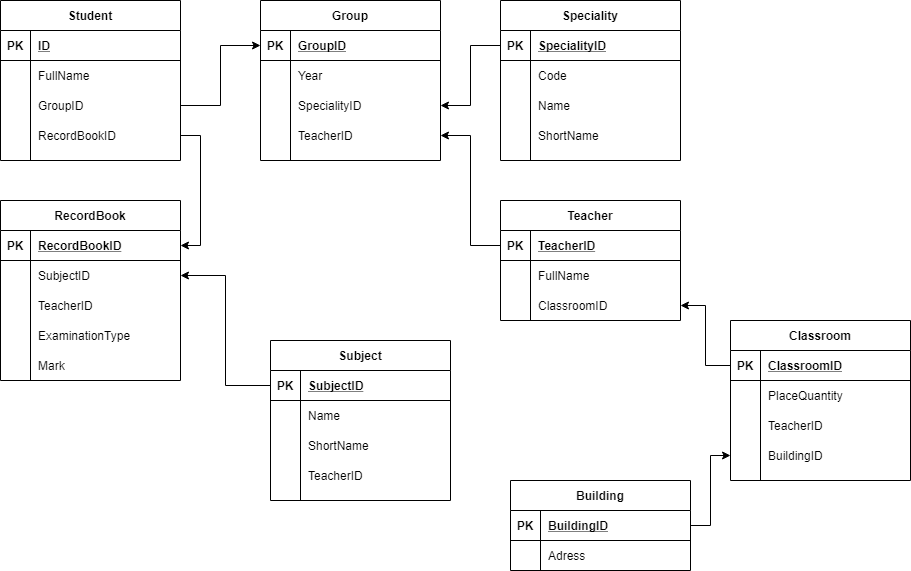 Student
PK ID
FullName
GroupID
RecordBookID
Group
PK GroupID
Year
SpecialityID
TeacherID
Speciality
PK SpecialityID
Code
Name
ShortName
RecordBook
PK RecordBookID
SubjectID
TeacherID
ExaminationType
Mark
Teacher
PK TeacherID
FullName
ClassroomID
Subject
PK SubjectID
Name
ShortName
TeacherID
Classroom
PK ClassroomID
PlaceQuantity
TeacherID
BuildingID
Building
PK BuildingID
Adress